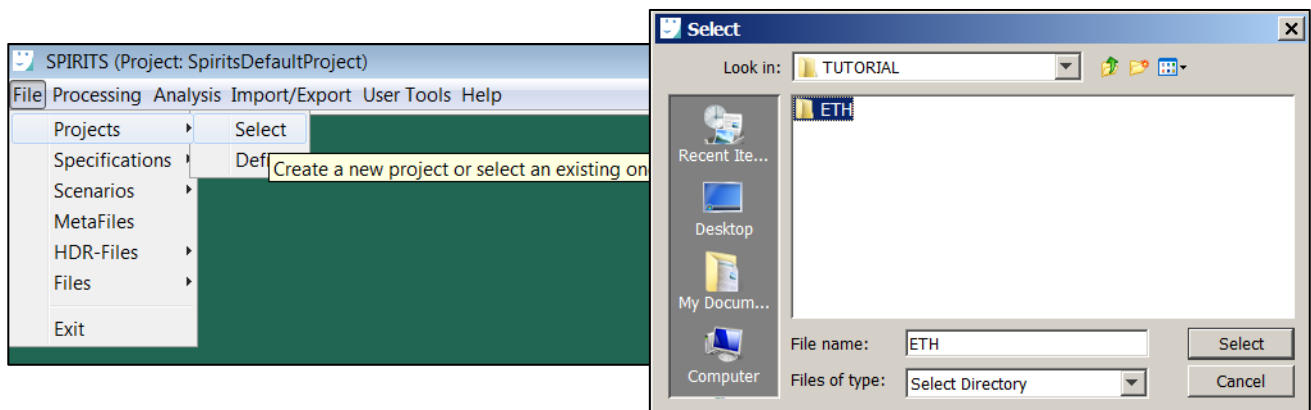 SPIRITS (Project: SpiritsDefaultProject)
File Processing Analysis Import/Export User Tools Help
Projects Select
Specifications Defi
Create a new project or select an existing one
Scenarios
MetaFiles
HDR-Files
Files
Exit
Select
Look in: TUTORIAL
ETH
Recent Ite...
Desktop
My Docum...
Computer
File name: ETH Select
Files of type: Select Directory Cancel